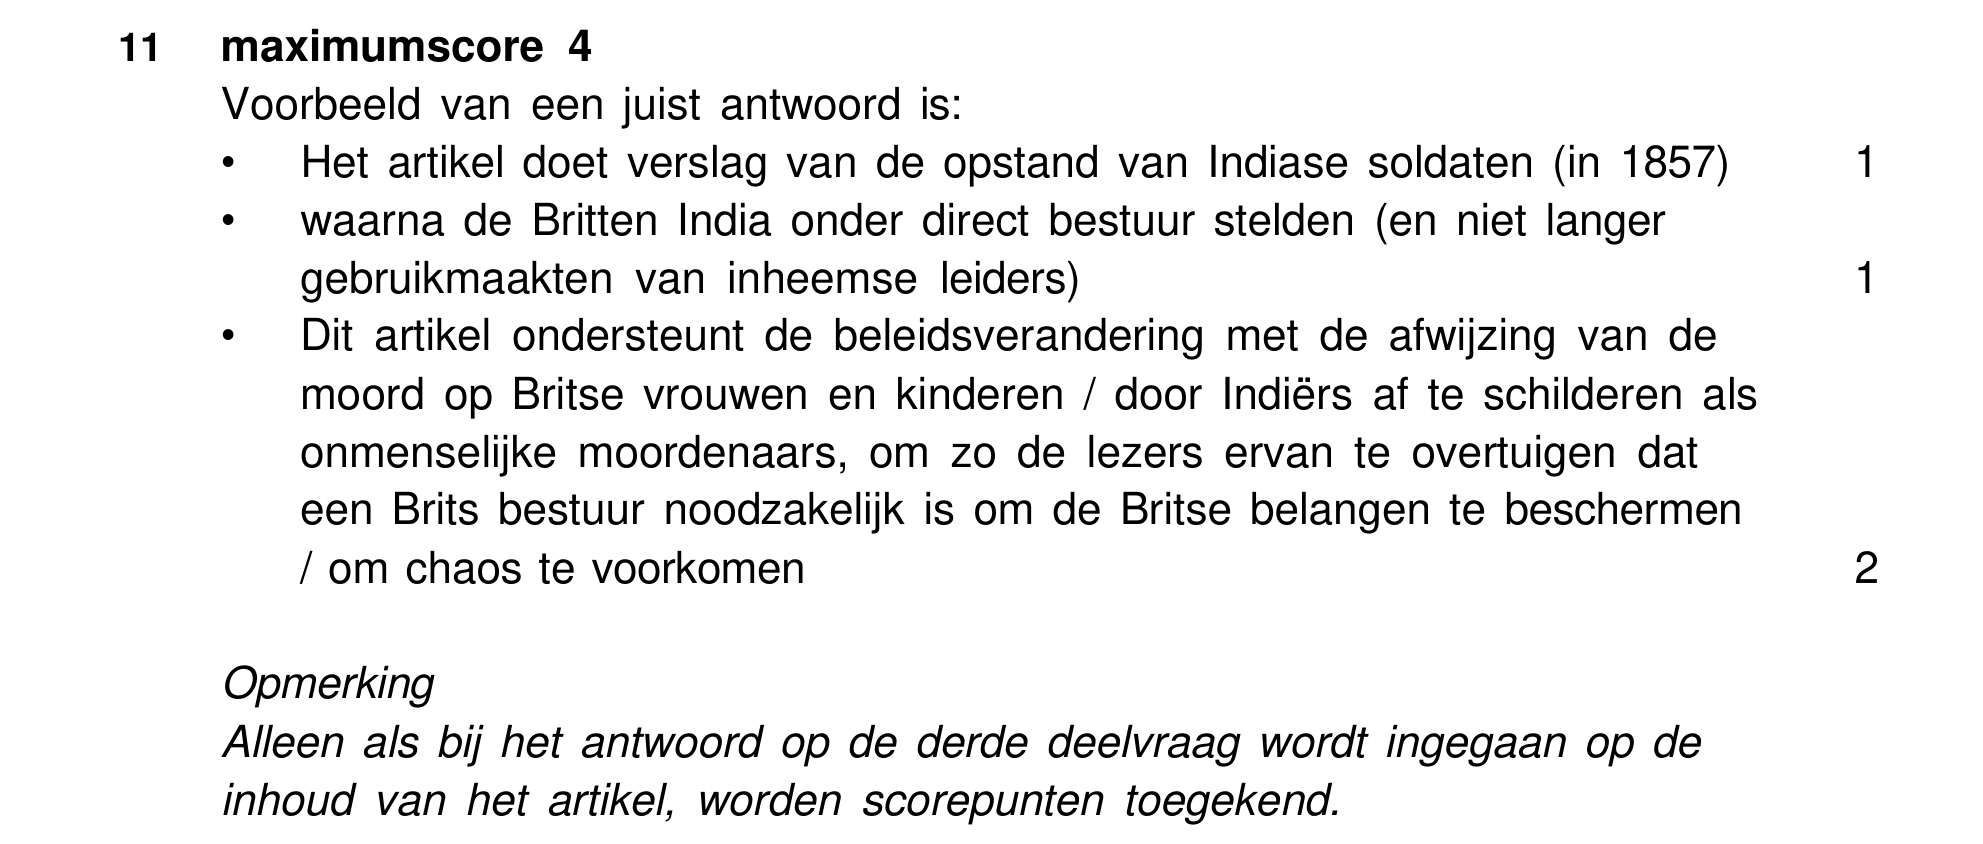 11 maximumscore 4
Voorbeeld van een juist antwoord is:
• Het artikel doet verslag van de opstand van Indiase soldaten (in 1857) 1
• waarna de Britten India onder direct bestuur stelden (en niet langer
gebruikmaakten van inheemse leiders) 1
• Dit artikel ondersteunt de beleidsverandering met de afwijzing van de
moord op Britse vrouwen en kinderen / door Indiërs af te schilderen als
onmenselijke moordenaars, om zo de lezers ervan te overtuigen dat
een Brits bestuur noodzakelijk is om de Britse belangen te beschermen
/ om chaos te voorkomen 2
Opmerking
Alleen als bij het antwoord op de derde deelvraag wordt ingegaan op de
inhoud van het artikel, worden scorepunten toegekend.